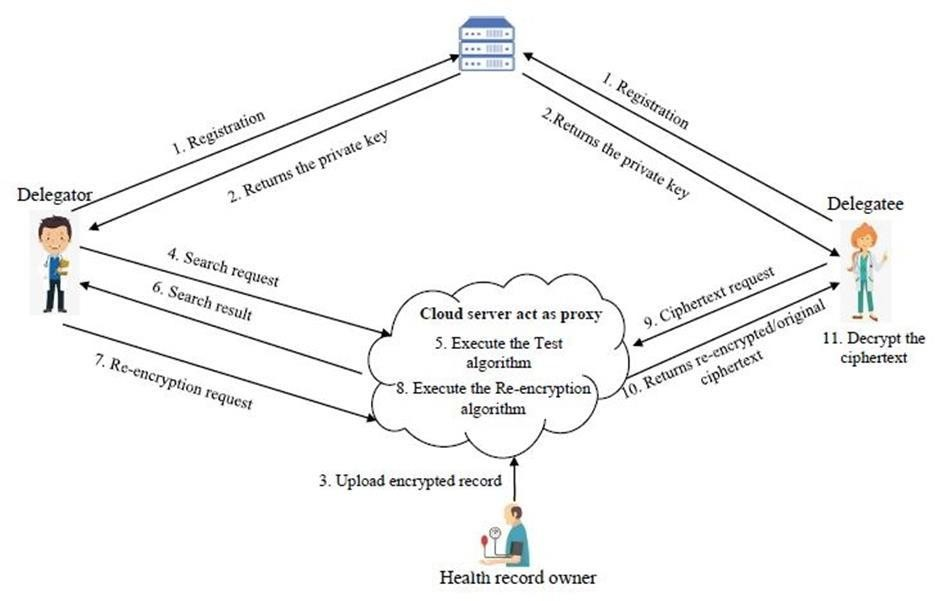 1. Registration
1. Registration
2. Returns the private key
2.Returns the private key
Delegator
Delegatee
4. Search request
6. Search result
7. Re-encryption request
Cloud server act as proxy
5. Execute the Test
algorithm
8. Execute the Re-encryption
algorithm
9. Ciphertext request
10. Returns re-encrypted/original
ciphertext
11. Decrypt the
ciphertext
3. Upload encrypted record
Health record owner